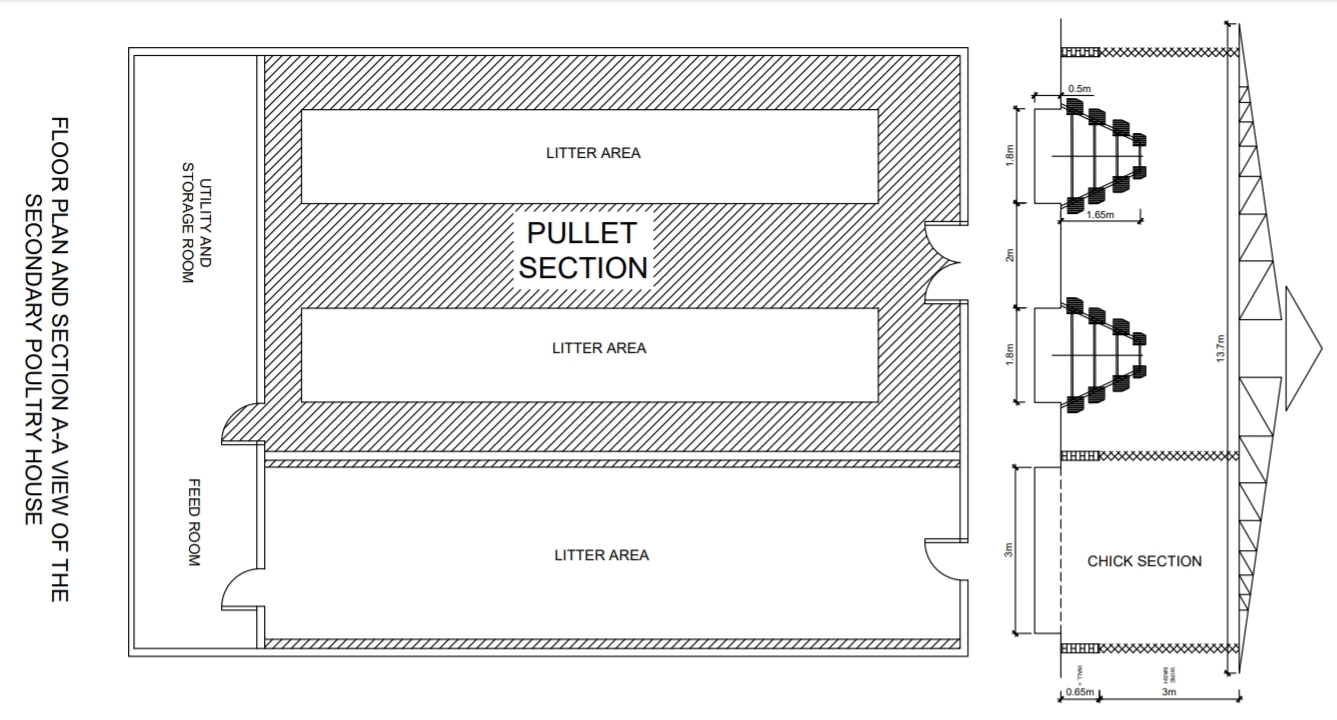 FLOOR PLAN AND SECTION A-A VIEW OF THE
SECONDARY POULTRY HOUSE
UTILITY AND
STORAGE ROOM
FEED ROOM
LITTER AREA
PULLET
SECTION
LITTER AREA
LITTER AREA
0.5m
1.8m
1.65m
2m
1.8m
13.7m
3m
CHICK SECTION
WALL =
0.65m
WIRE
MASH
3m